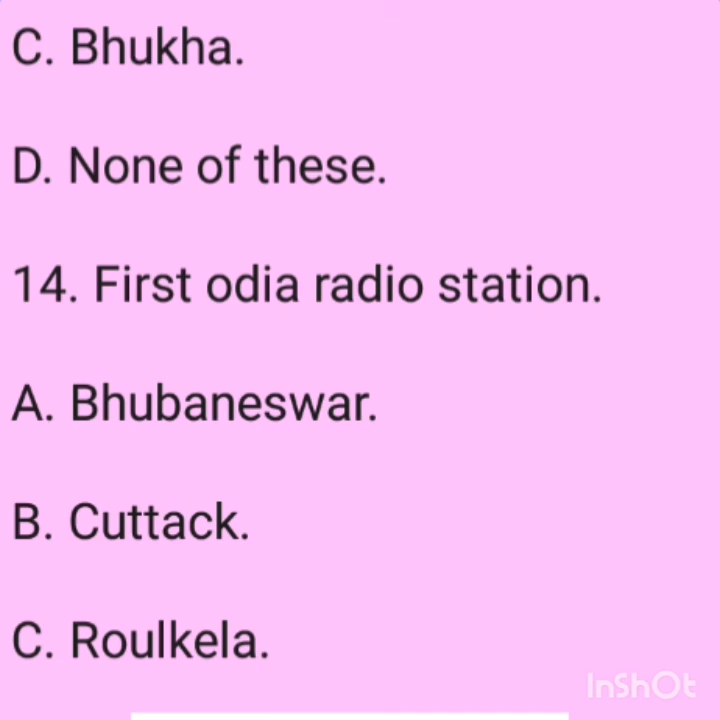 C. Bhukha.
D. None of these.
14. First odia radio station.
A. Bhubaneswar.
B. Cuttack.
C. Roulkela.
InShOt